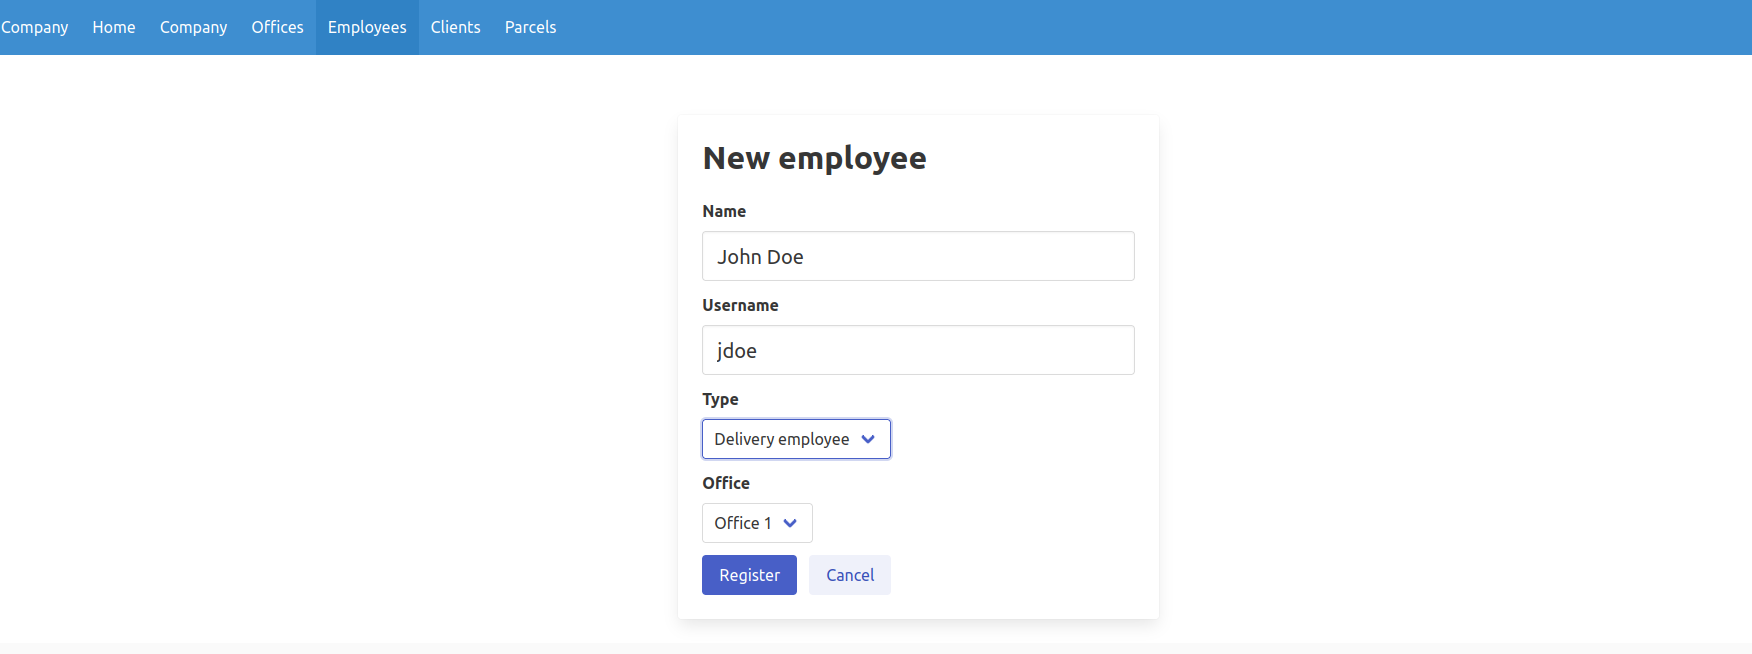 Company Home Company Offices Employees Clients Parcels
New employee
Name
John Doe
Username
jdoe
Type
Delivery employee
Office
Office 1
Register Cancel